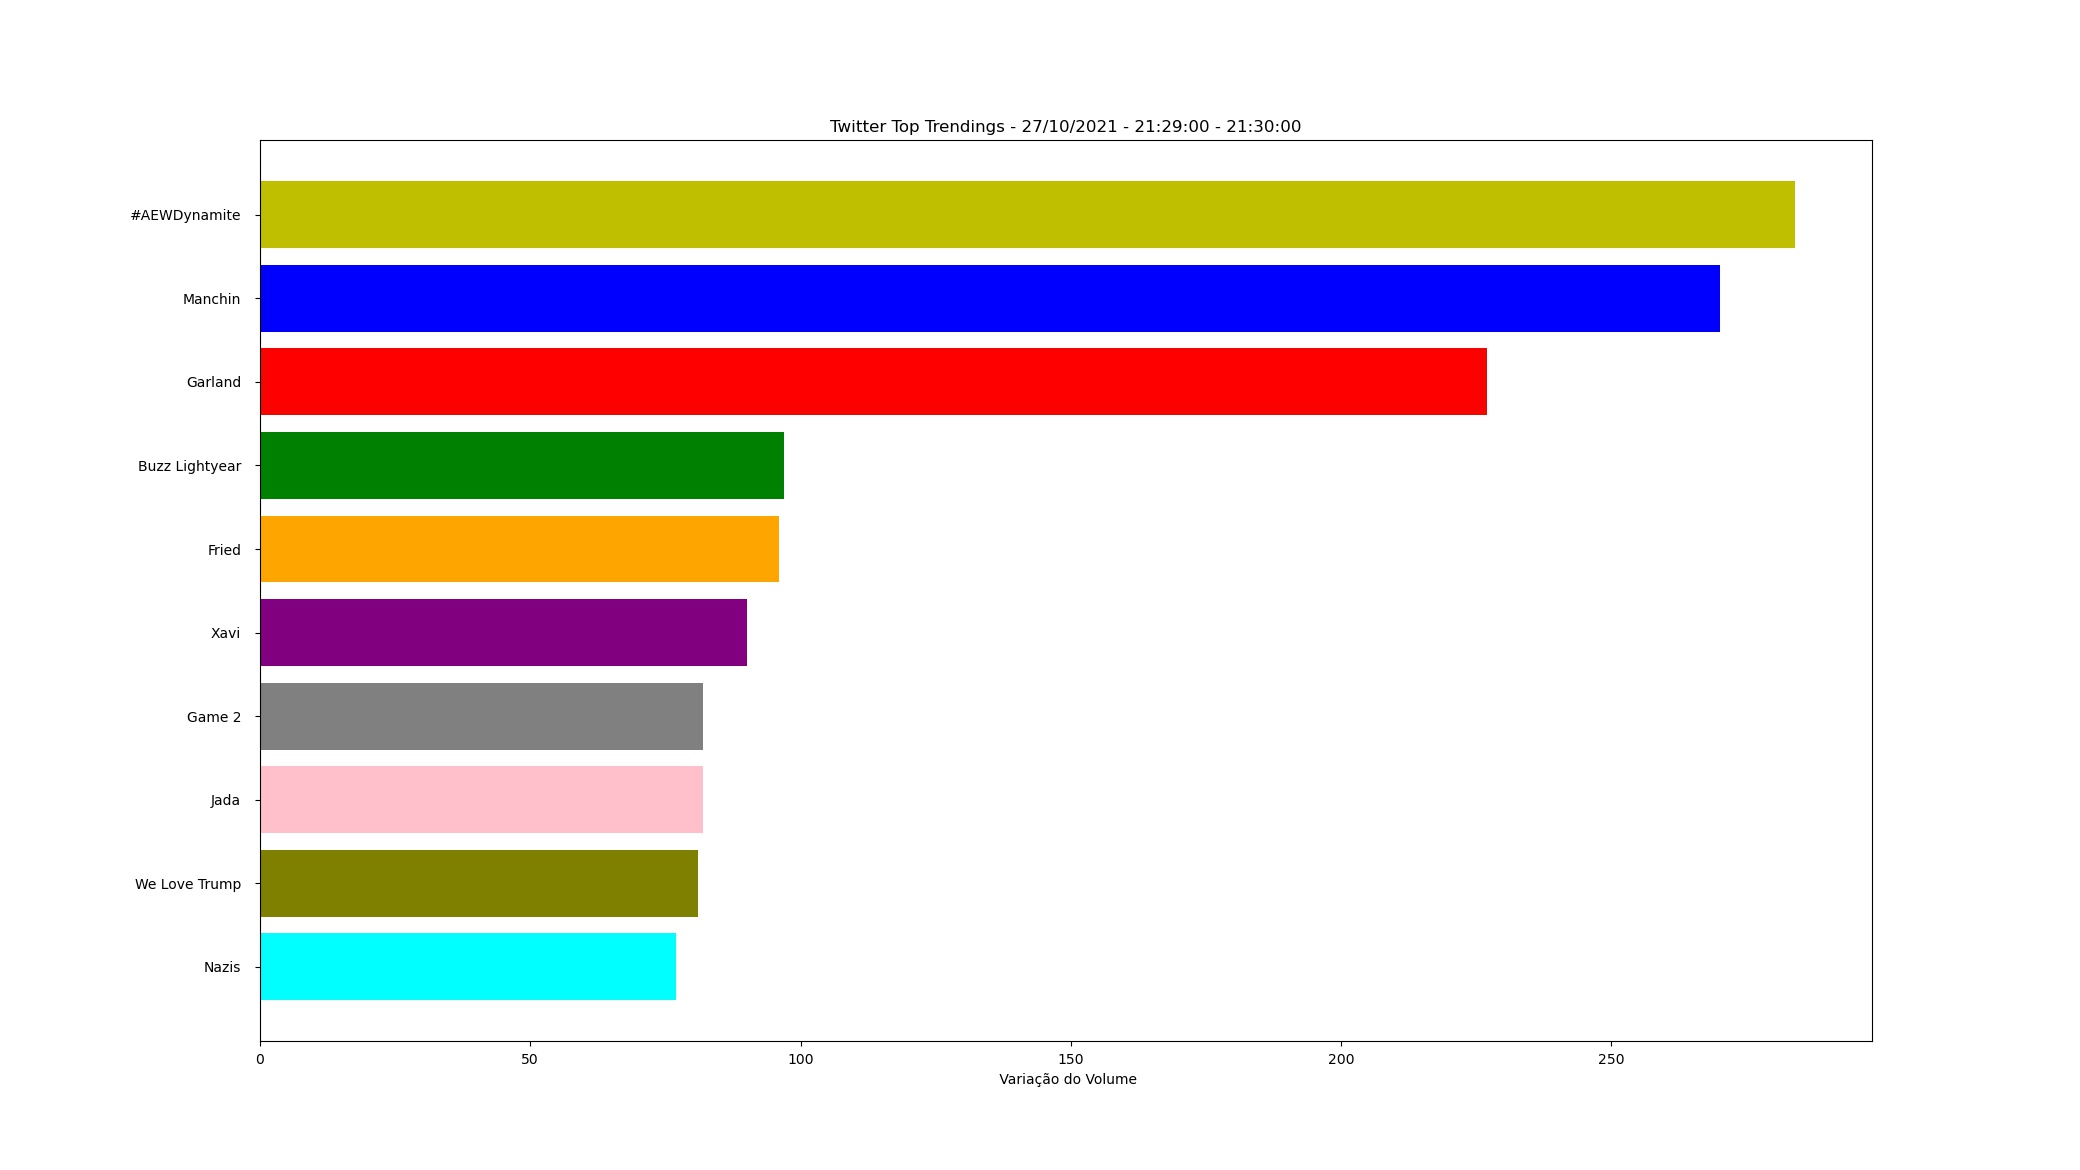 Twitter Top Trendings - 27/10/2021 - 21:29:00 - 21:30:00
#AEWDynamite
Manchin
Garland
Buzz Lightyear
Fried
Xavi
Game 2
Jada
We Love Trump
Nazis
0 50 100 150 200 250
Variação do Volume